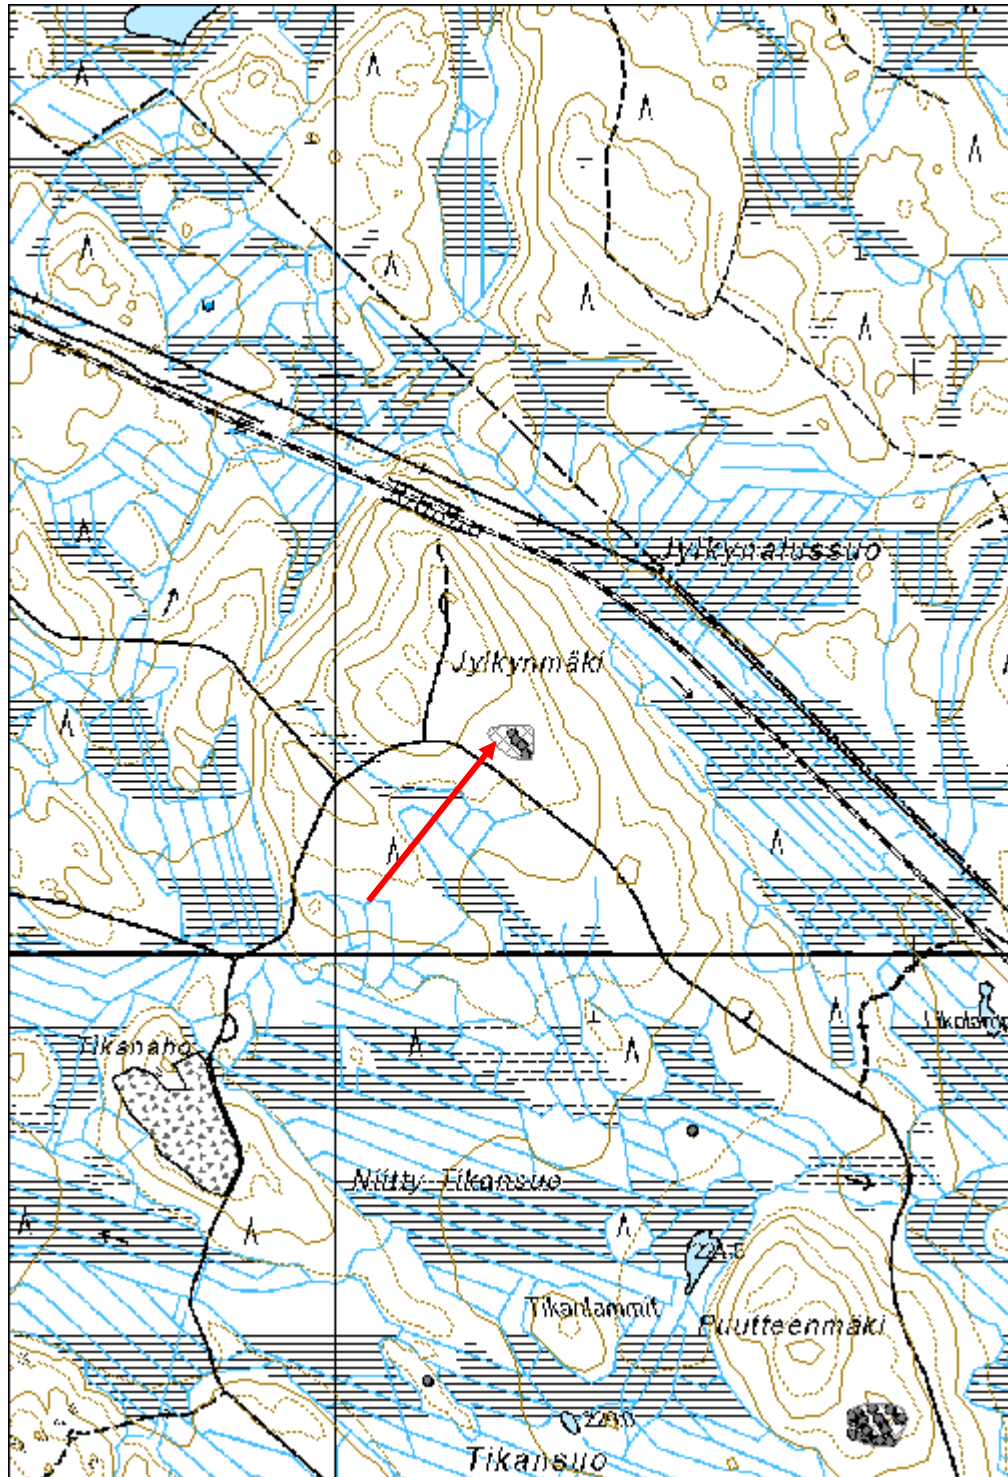 Jylkynalussuo
Jylkynmäki
Tikanaho
Niitty-Tikansuo
Tikanlammit
Puutteenmäki
Tikansuo